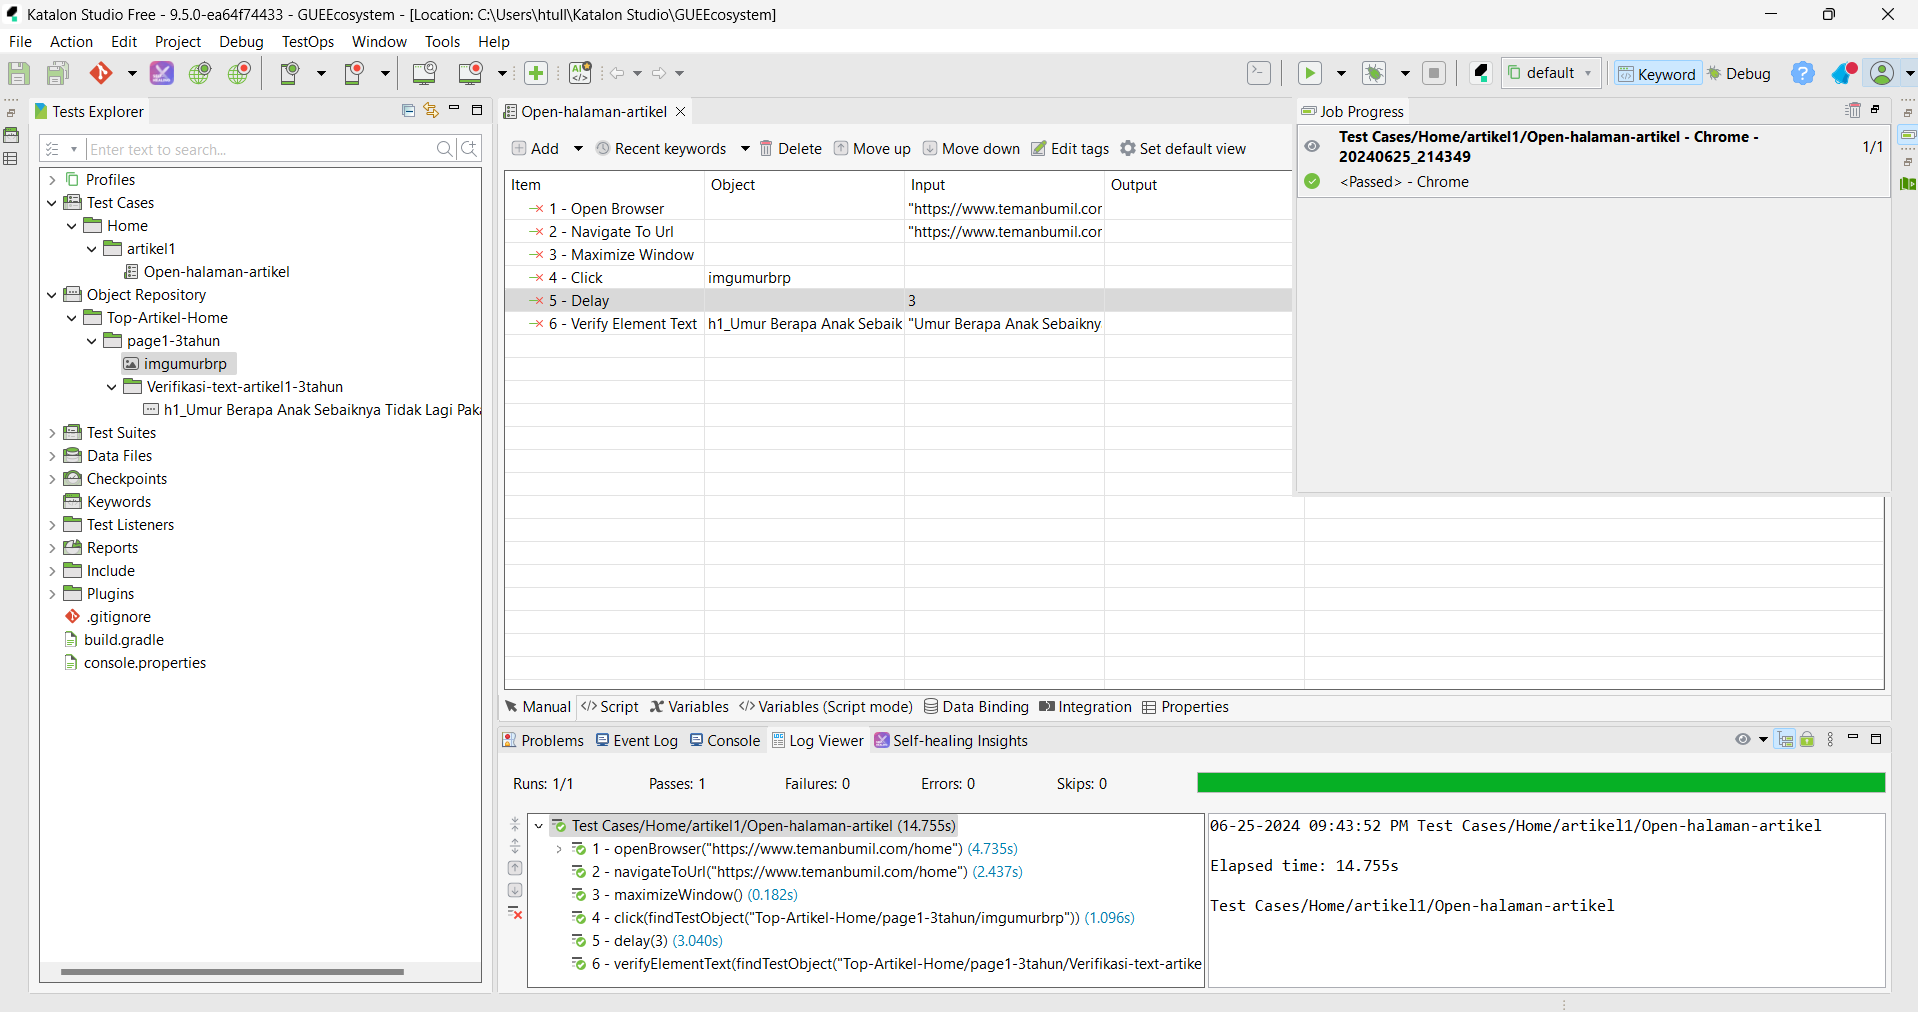 Katalon Studio Free - 9.5.0-ea64f74433 - GUEEcosystem - [Location: C:\Users\htull\Katalon Studio\GUEEcosystem]
File Action Edit Project Debug TestOps Window Tools Help
default Keyword Debug
Tests Explorer
Enter text to search...
Profiles
Test Cases
Home
artikel1
Open-halaman-artikel
Object Repository
Top-Artikel-Home
page1-3tahun
imgumurbrp
Verifikasi-text-artikel1-3tahun
h1_Umur Berapa Anak Sebaiknya Tidak Lagi Paka
Test Suites
Data Files
Checkpoints
Keywords
Test Listeners
Reports
Include
Plugins
.gitignore
build.gradle
console.properties
Open-halaman-artikel
Add Recent keywords Delete Move up Move down Edit tags Set default view
Item Object Input Output
1 - Open Browser "https://www.temanbumil.cor
2 - Navigate To Url "https://www.temanbumil.cor
3 - Maximize Window
4 - Click imgumurbrp
5 - Delay 3
6 - Verify Element Text h1_Umur Berapa Anak Sebaik "Umur Berapa Anak Sebaikny
Manual Script Variables Variables (Script mode) Data Binding Integration Properties
Job Progress
Test Cases/Home/artikel1/Open-halaman-artikel - Chrome -
20240625_214349 1/1
<Passed> - Chrome
Problems Event Log Console Log Viewer Self-healing Insights
Runs: 1/1 Passes: 1 Failures: 0 Errors: 0 Skips: 0
Test Cases/Home/artikel1/Open-halaman-artikel (14.755s)
1 - openBrowser("https://www.temanbumil.com/home") (4.735s)
2 - navigateToUrl("https://www.temanbumil.com/home") (2.437s)
3 - maximizeWindow() (0.182s)
4 - click(findTestObject("Top-Artikel-Home/page1-3tahun/imgumurbrp")) (1.096s)
5 - delay(3) (3.040s)
6 - verifyElementText(findTestObject("Top-Artikel-Home/page1-3tahun/Verifikasi-text-artike
06-25-2024 09:43:52 PM Test Cases/Home/artikel1/Open-halaman-artikel
Elapsed time: 14.755s
Test Cases/Home/artikel1/Open-halaman-artikel